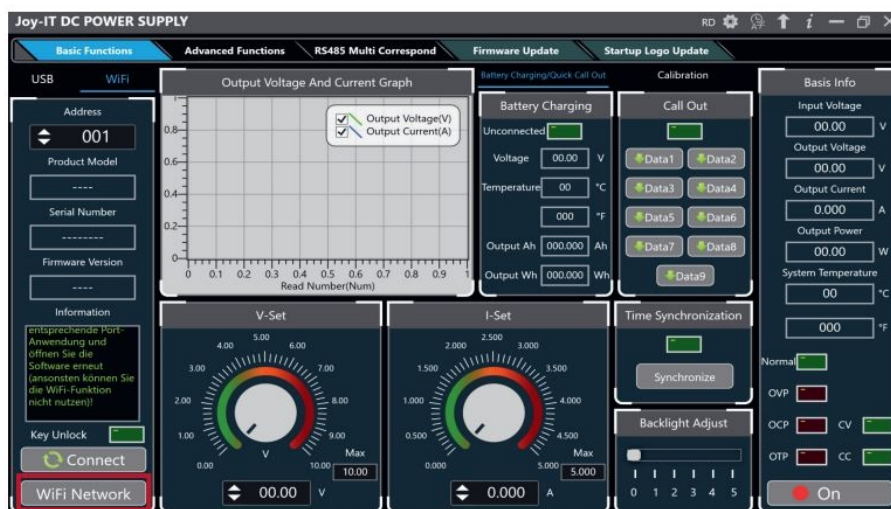 Joy-IT DC POWER SUPPLY
RD
Basic Functions
Advanced Functions
RS485 Multi Correspond
Firmware Update
Startup Logo Update
USB
WiFi
Address
001
Product Model
----
Serial Number
--------
Firmware Version
----
Information
entsprechende Port-
Anwendung und
öffnen Sie die
Software erneut
(ansonsten können Sie
die WiFi-Funktion
nicht nutzen)!
Key Unlock
Connect
WiFi Network
Output Voltage And Current Graph
Output Voltage(V)
Output Current(A)
1
0.8
0.6
0.4
0.2
0
0 0.1 0.2 0.3 0.4 0.5 0.6 0.7 0.8 0.9 1
Read Number(Num)
Battery Charging/Quick Call Out
Calibration
Battery Charging
Unconnected
Voltage 00.00 V
Temperature 00 °C
000 °F
Output Ah 000.000 Ah
Output Wh 000.000 Wh
Call Out
Data1 Data2
Data3 Data4
Data5 Data6
Data7 Data8
Data9
V-Set
5.00
4.00 6.00
3.00 7.00
2.00 8.00
1.00 9.00
V
0.00 10.00
Max
10.00
00.00 V
I-Set
2.500
2.000 3.000
1.500 3.500
1.000 4.000
0.500 4.500
A
0.000 5.000
Max
5.000
0.000 A
Time Synchronization
Synchronize
Backlight Adjust
0 1 2 3 4 5
Basis Info
Input Voltage
00.00 V
Output Voltage
00.00 V
Output Current
0.000 A
Output Power
00.00 W
System Temperature
00 °C
000 °F
Normal
OVP
OCP CV
OTP CC
On